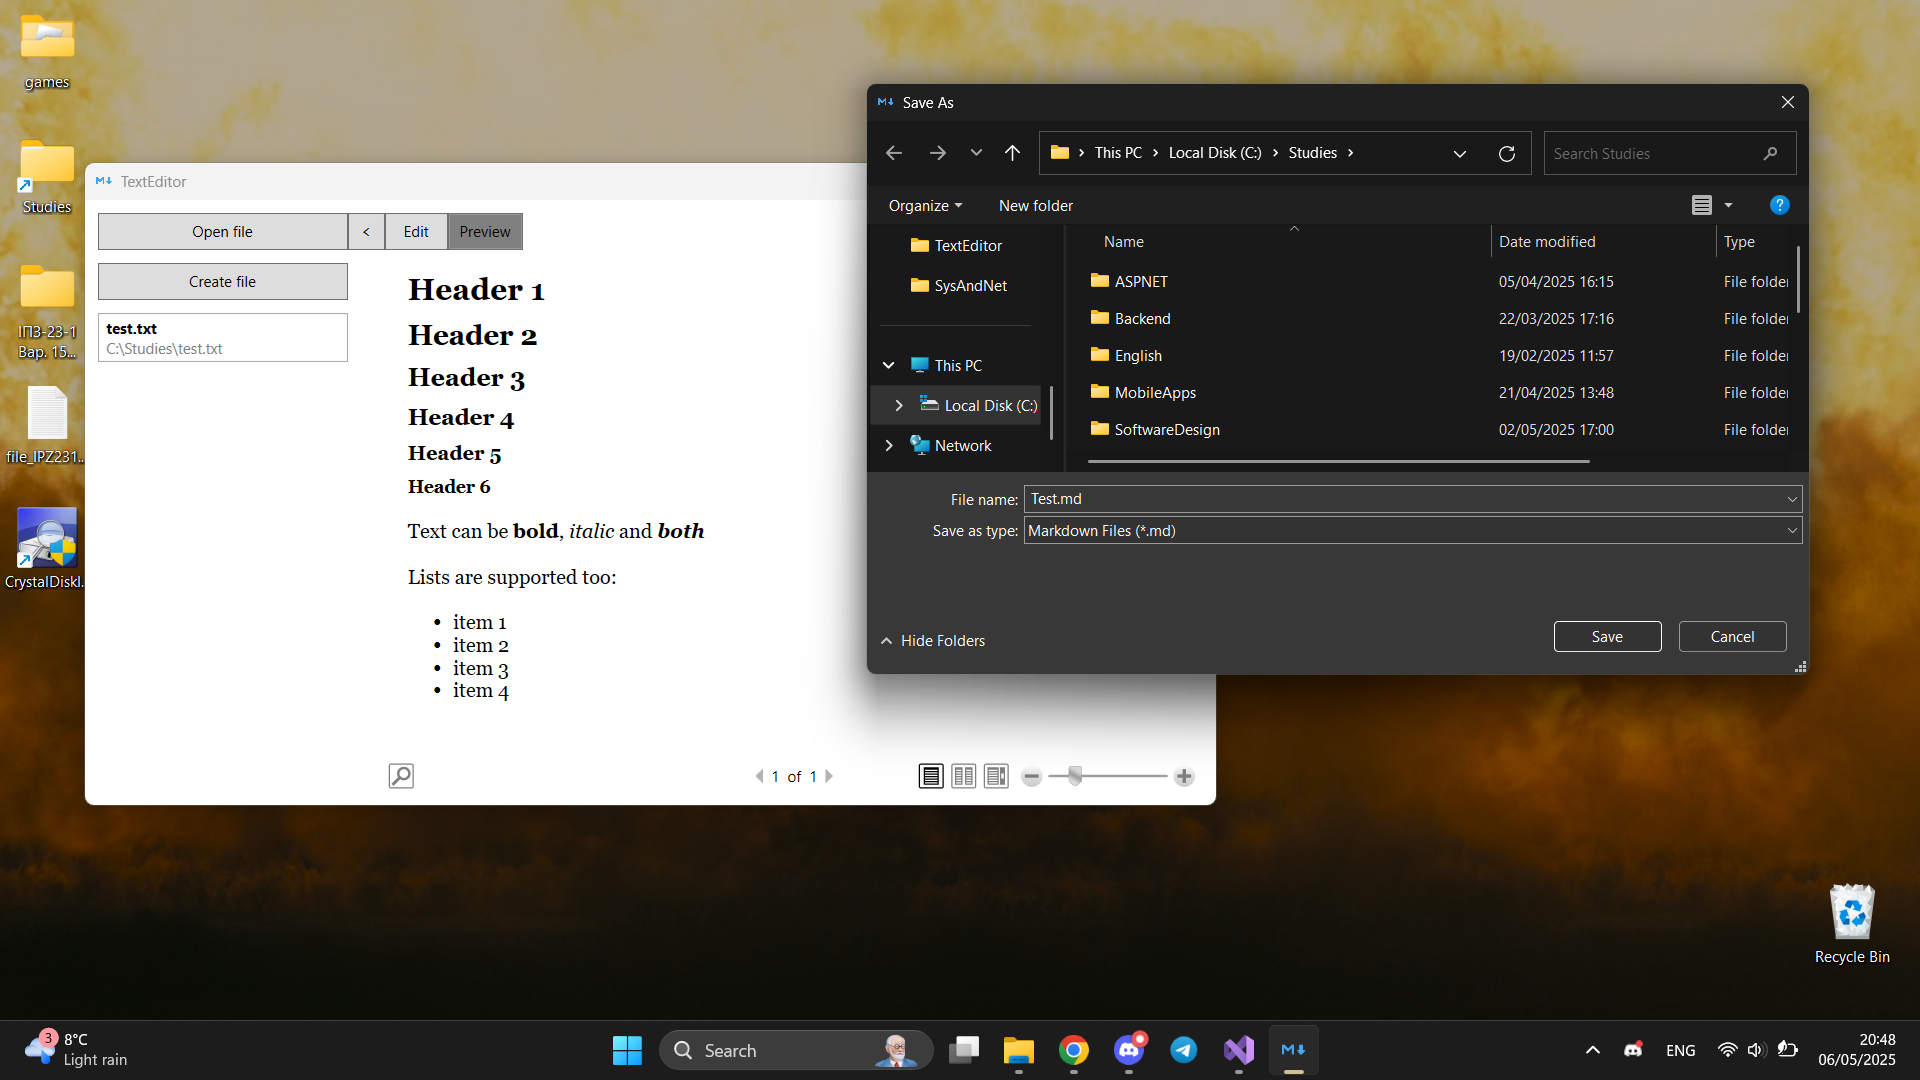 games
Studies
ІПЗ-23-1
Вар. 15...
file_IPZ231...
CrystalDiskI...
Recycle Bin
M↓ TextEditor
Open file
<
Edit
Preview
Create file
test.txt
C:\Studies\test.txt
Header 1
Header 2
Header 3
Header 4
Header 5
Header 6
Text can be bold, italic and both
Lists are supported too:
• item 1
• item 2
• item 3
• item 4
1 of 1
M↓ Save As
This PC > Local Disk (C:) > Studies >
Search Studies
Organize
New folder
?
TextEditor
SysAndNet
This PC
Local Disk (C:)
Network
Name Date modified Type
ASPNET 05/04/2025 16:15 File folder
Backend 22/03/2025 17:16 File folder
English 19/02/2025 11:57 File folder
MobileApps 21/04/2025 13:48 File folder
SoftwareDesign 02/05/2025 17:00 File folder
File name: Test.md
Save as type: Markdown Files (*.md)
Hide Folders
Save
Cancel
3
8°C
Light rain
Search
M↓
ENG
20:48
06/05/2025